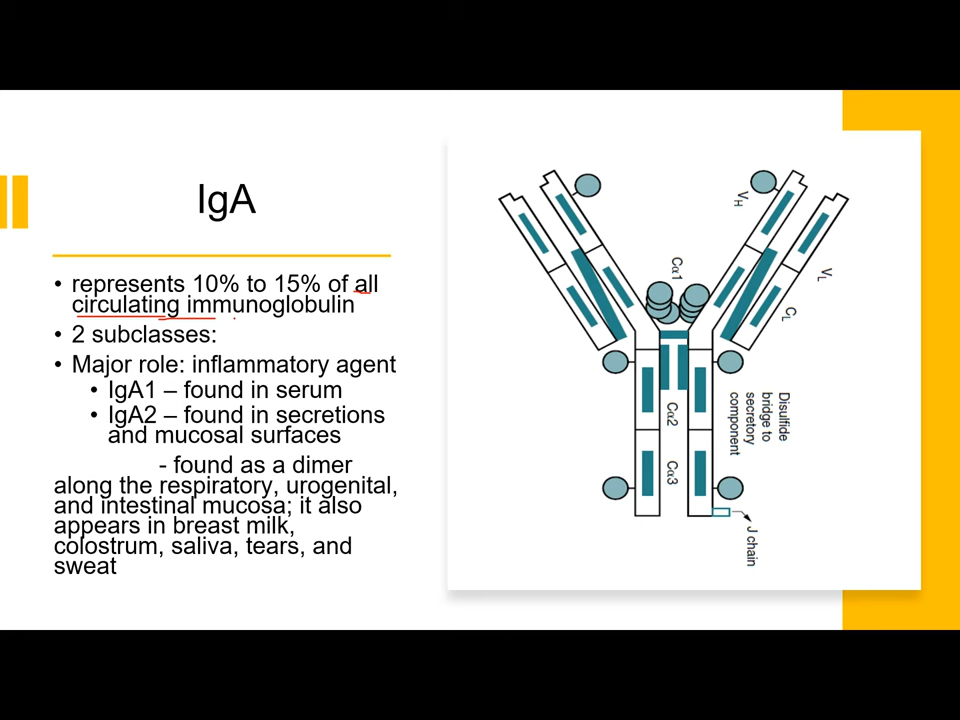 IgA
• represents 10% to 15% of all
circulating immunoglobulin
• 2 subclasses:
• Major role: inflammatory agent
• IgA1 – found in serum
• IgA2 – found in secretions
and mucosal surfaces
- found as a dimer
along the respiratory, urogenital,
and intestinal mucosa; it also
appears in breast milk,
colostrum, saliva, tears, and
sweat
VH
VL
CL
Cα1
Cα2
Cα3
Disulfide
bridge to
secretory
component
J chain